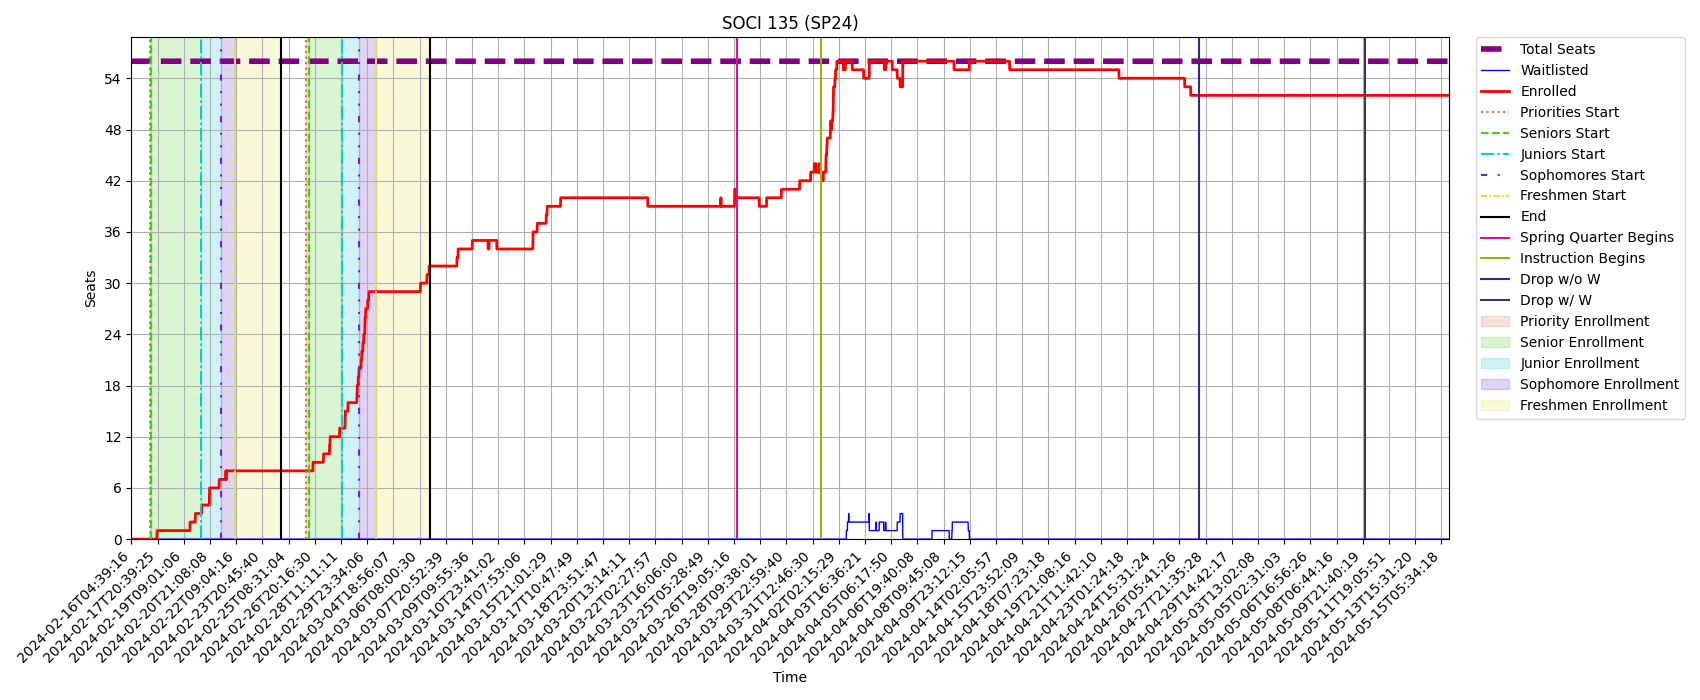 SOCI 135 (SP24)
Seats
54
48
42
36
30
24
18
12
6
0
2024-02-16T04:39:16
2024-02-17T20:39:25
2024-02-19T09:01:06
2024-02-20T21:08:08
2024-02-22T09:04:16
2024-02-23T20:45:40
2024-02-25T08:31:04
2024-02-26T20:16:30
2024-02-28T11:11:11
2024-02-29T23:34:06
2024-03-04T18:56:07
2024-03-06T08:00:30
2024-03-07T20:52:39
2024-03-10T09:55:36
2024-03-12T23:41:02
2024-03-14T07:53:06
2024-03-15T21:01:29
2024-03-17T10:47:49
2024-03-18T23:51:47
2024-03-20T13:14:11
2024-03-22T02:27:57
2024-03-23T16:06:00
2024-03-25T05:28:49
2024-03-26T19:05:16
2024-03-28T09:38:01
2024-03-29T22:59:40
2024-03-31T12:46:30
2024-04-02T02:15:29
2024-04-03T16:36:21
2024-04-05T06:17:50
2024-04-06T19:40:08
2024-04-08T09:45:08
2024-04-09T23:12:15
2024-04-14T02:05:57
2024-04-15T23:52:09
2024-04-18T07:23:18
2024-04-19T21:08:16
2024-04-21T11:42:10
2024-04-23T01:24:18
2024-04-24T15:31:24
2024-04-26T05:41:26
2024-04-27T21:35:28
2024-04-29T14:42:17
2024-05-03T13:02:08
2024-05-05T02:31:03
2024-05-06T16:56:26
2024-05-08T06:44:16
2024-05-09T21:40:19
2024-05-11T19:05:51
2024-05-13T15:31:20
2024-05-15T05:34:18
Time
Total Seats
Waitlisted
Enrolled
Priorities Start
Seniors Start
Juniors Start
Sophomores Start
Freshmen Start
End
Spring Quarter Begins
Instruction Begins
Drop w/o W
Drop w/ W
Priority Enrollment
Senior Enrollment
Junior Enrollment
Sophomore Enrollment
Freshmen Enrollment